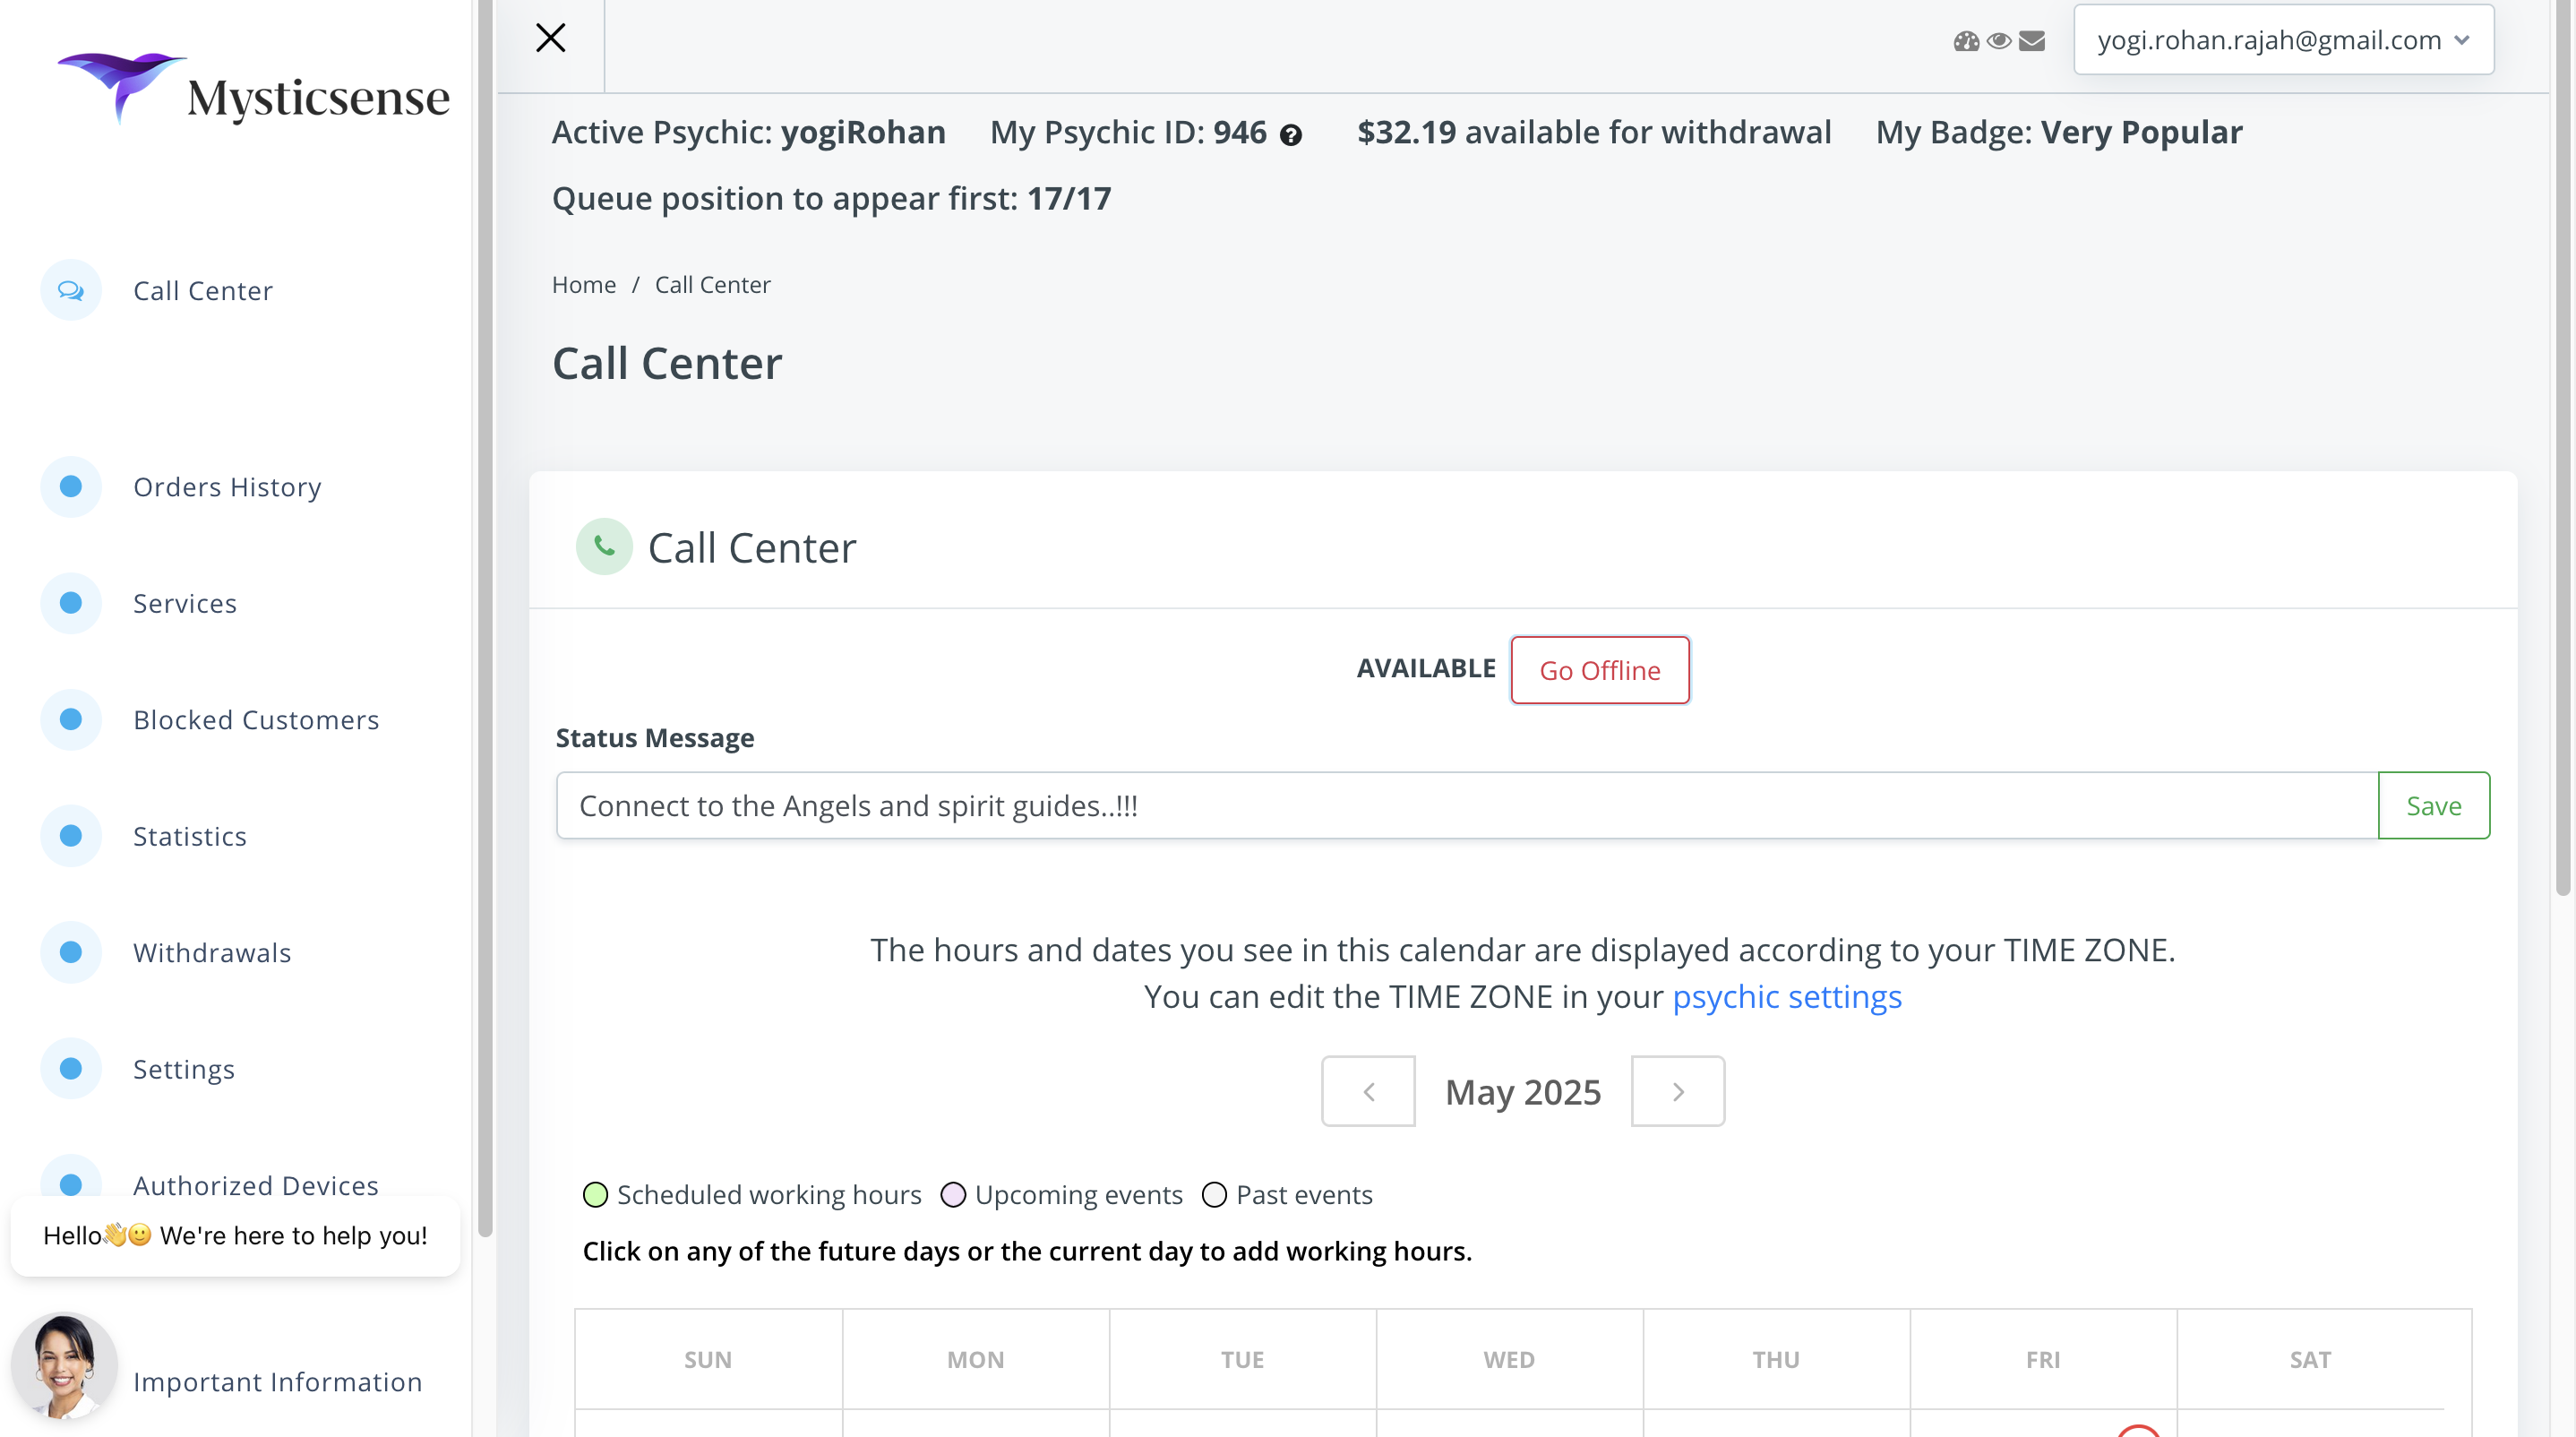 Mysticsense
Call Center
Orders History
Services
Blocked Customers
Statistics
Withdrawals
Settings
Authorized Devices
Hello👋🙂 We're here to help you!
Important Information
yogi.rohan.rajah@gmail.com
Active Psychic: yogiRohan My Psychic ID: 946 ? $32.19 available for withdrawal My Badge: Very Popular
Queue position to appear first: 17/17
Home / Call Center
Call Center
Call Center
AVAILABLE Go Offline
Status Message
Connect to the Angels and spirit guides..!!! Save
The hours and dates you see in this calendar are displayed according to your TIME ZONE.
You can edit the TIME ZONE in your psychic settings
May 2025
Scheduled working hours Upcoming events Past events
Click on any of the future days or the current day to add working hours.
SUN MON TUE WED THU FRI SAT